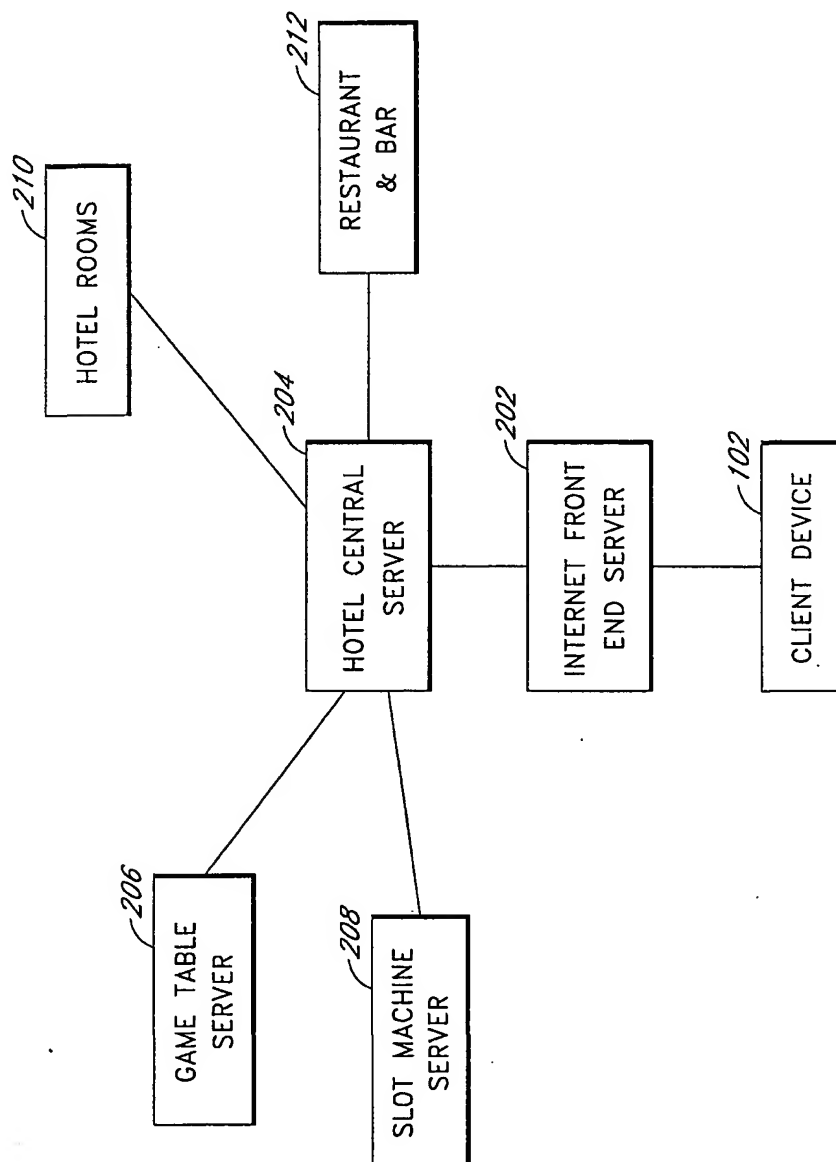 210
HOTEL ROOMS
212
RESTAURANT
& BAR
204
HOTEL CENTRAL
SERVER
202
INTERNET FRONT
END SERVER
102
CLIENT DEVICE
206
GAME TABLE
SERVER
208
SLOT MACHINE
SERVER